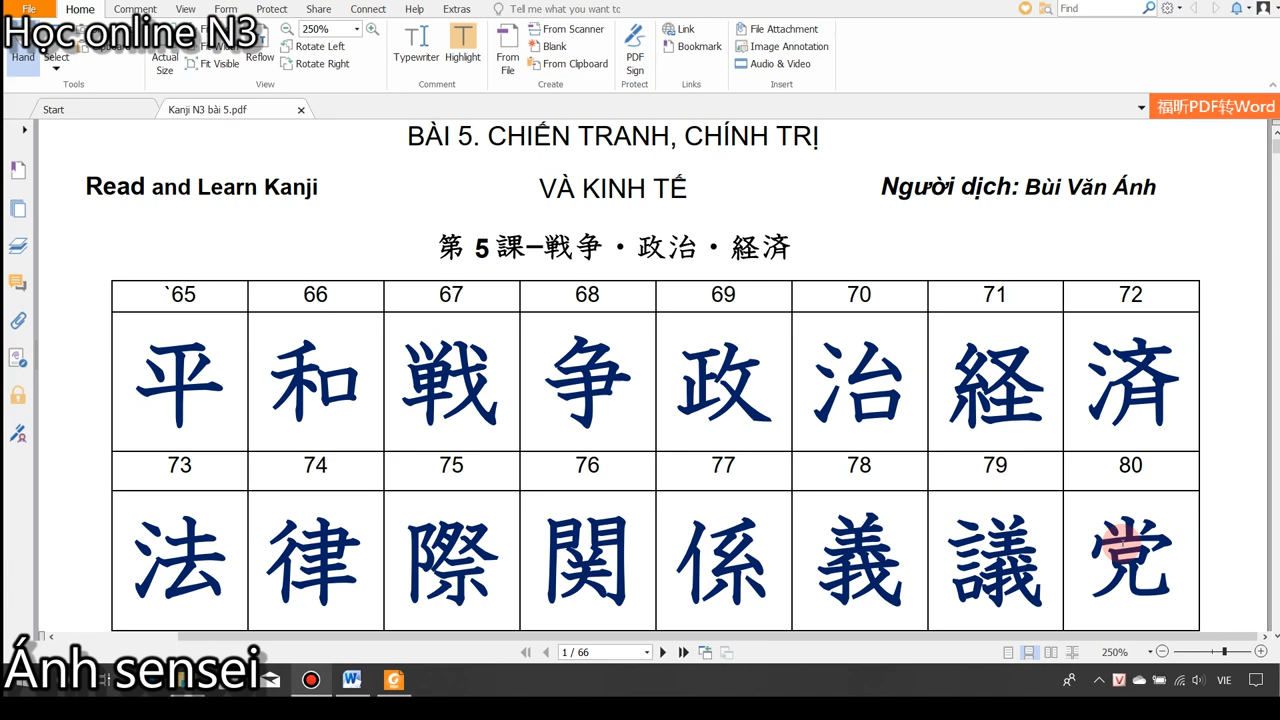 File Home Comment View Form Protect Share Connect Help Extras Tell me what you want to Find
Học online N3
250%
Rotate Left
Rotate Right
Fit Visible
Hand Select Actual Size Reflow Typewriter Highlight From File From Scanner Blank From Clipboard PDF Sign Link Bookmark File Attachment Image Annotation Audio & Video
Tools View Comment Create Protect Links Insert
Start Kanji N3 bài 5.pdf 福昕PDF转Word
BÀI 5. CHIẾN TRANH, CHÍNH TRỊ
Read and Learn Kanji VÀ KINH TẾ Người dịch: Bùi Văn Ánh
第 5 課–戦争・政治・経済
`65 66 67 68 69 70 71 72
平 和 戦 争 政 治 経 済
73 74 75 76 77 78 79 80
法 律 際 関 係 義 議 党
1 / 66 250%
Ánh sensei
VIE